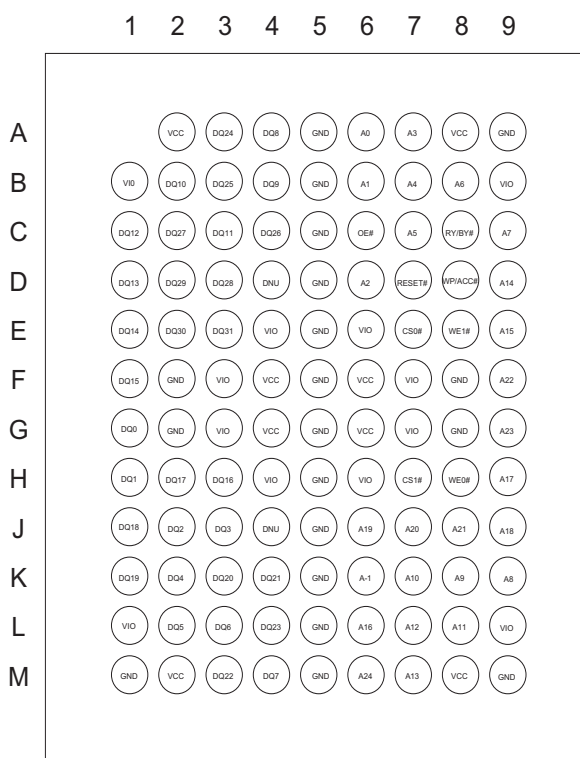 1 2 3 4 5 6 7 8 9
A VCC DQ24 DQ8 GND A0 A3 VCC GND
B VI0 DQ10 DQ25 DQ9 GND A1 A4 A6 VIO
C DQ12 DQ27 DQ11 DQ26 GND OE# A5 RY/BY# A7
D DQ13 DQ29 DQ28 DNU GND A2 RESET# WP/ACC# A14
E DQ14 DQ30 DQ31 VIO GND VIO CS0# WE1# A15
F DQ15 GND VIO VCC GND VCC VIO GND A22
G DQ0 GND VIO VCC GND VCC VIO GND A23
H DQ1 DQ17 DQ16 VIO GND VIO CS1# WE0# A17
J DQ18 DQ2 DQ3 DNU GND A19 A20 A21 A18
K DQ19 DQ4 DQ20 DQ21 GND A-1 A10 A9 A8
L VIO DQ5 DQ6 DQ23 GND A16 A12 A11 VIO
M GND VCC DQ22 DQ7 GND A24 A13 VCC GND